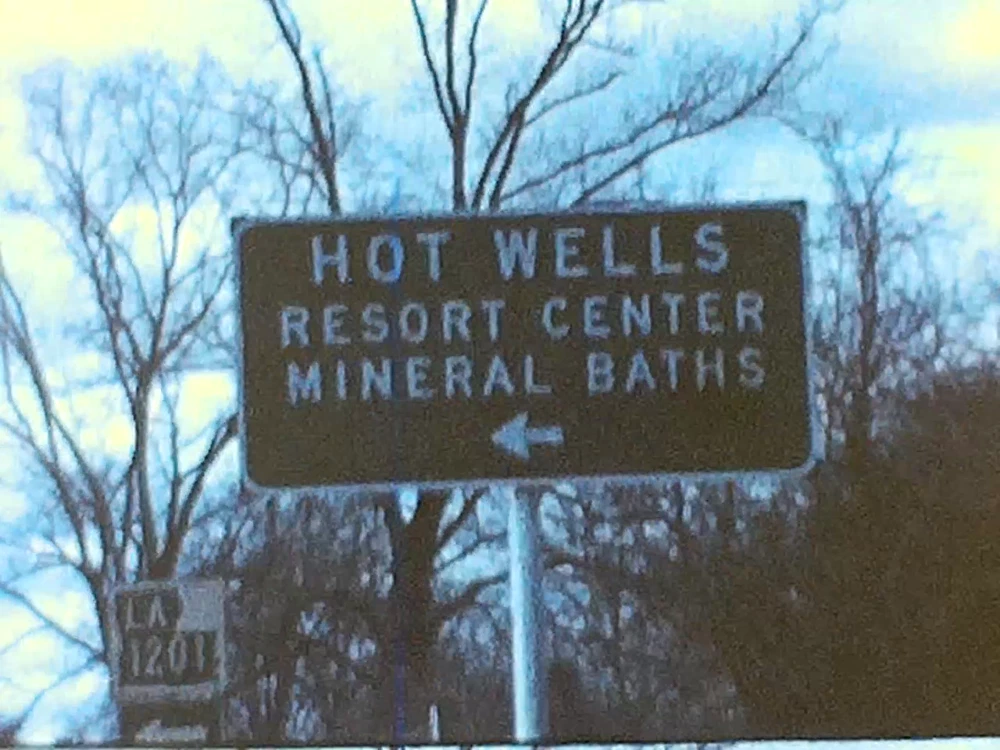 HOT WELLS
RESORT CENTER
MINERAL BATHS
LA
1201